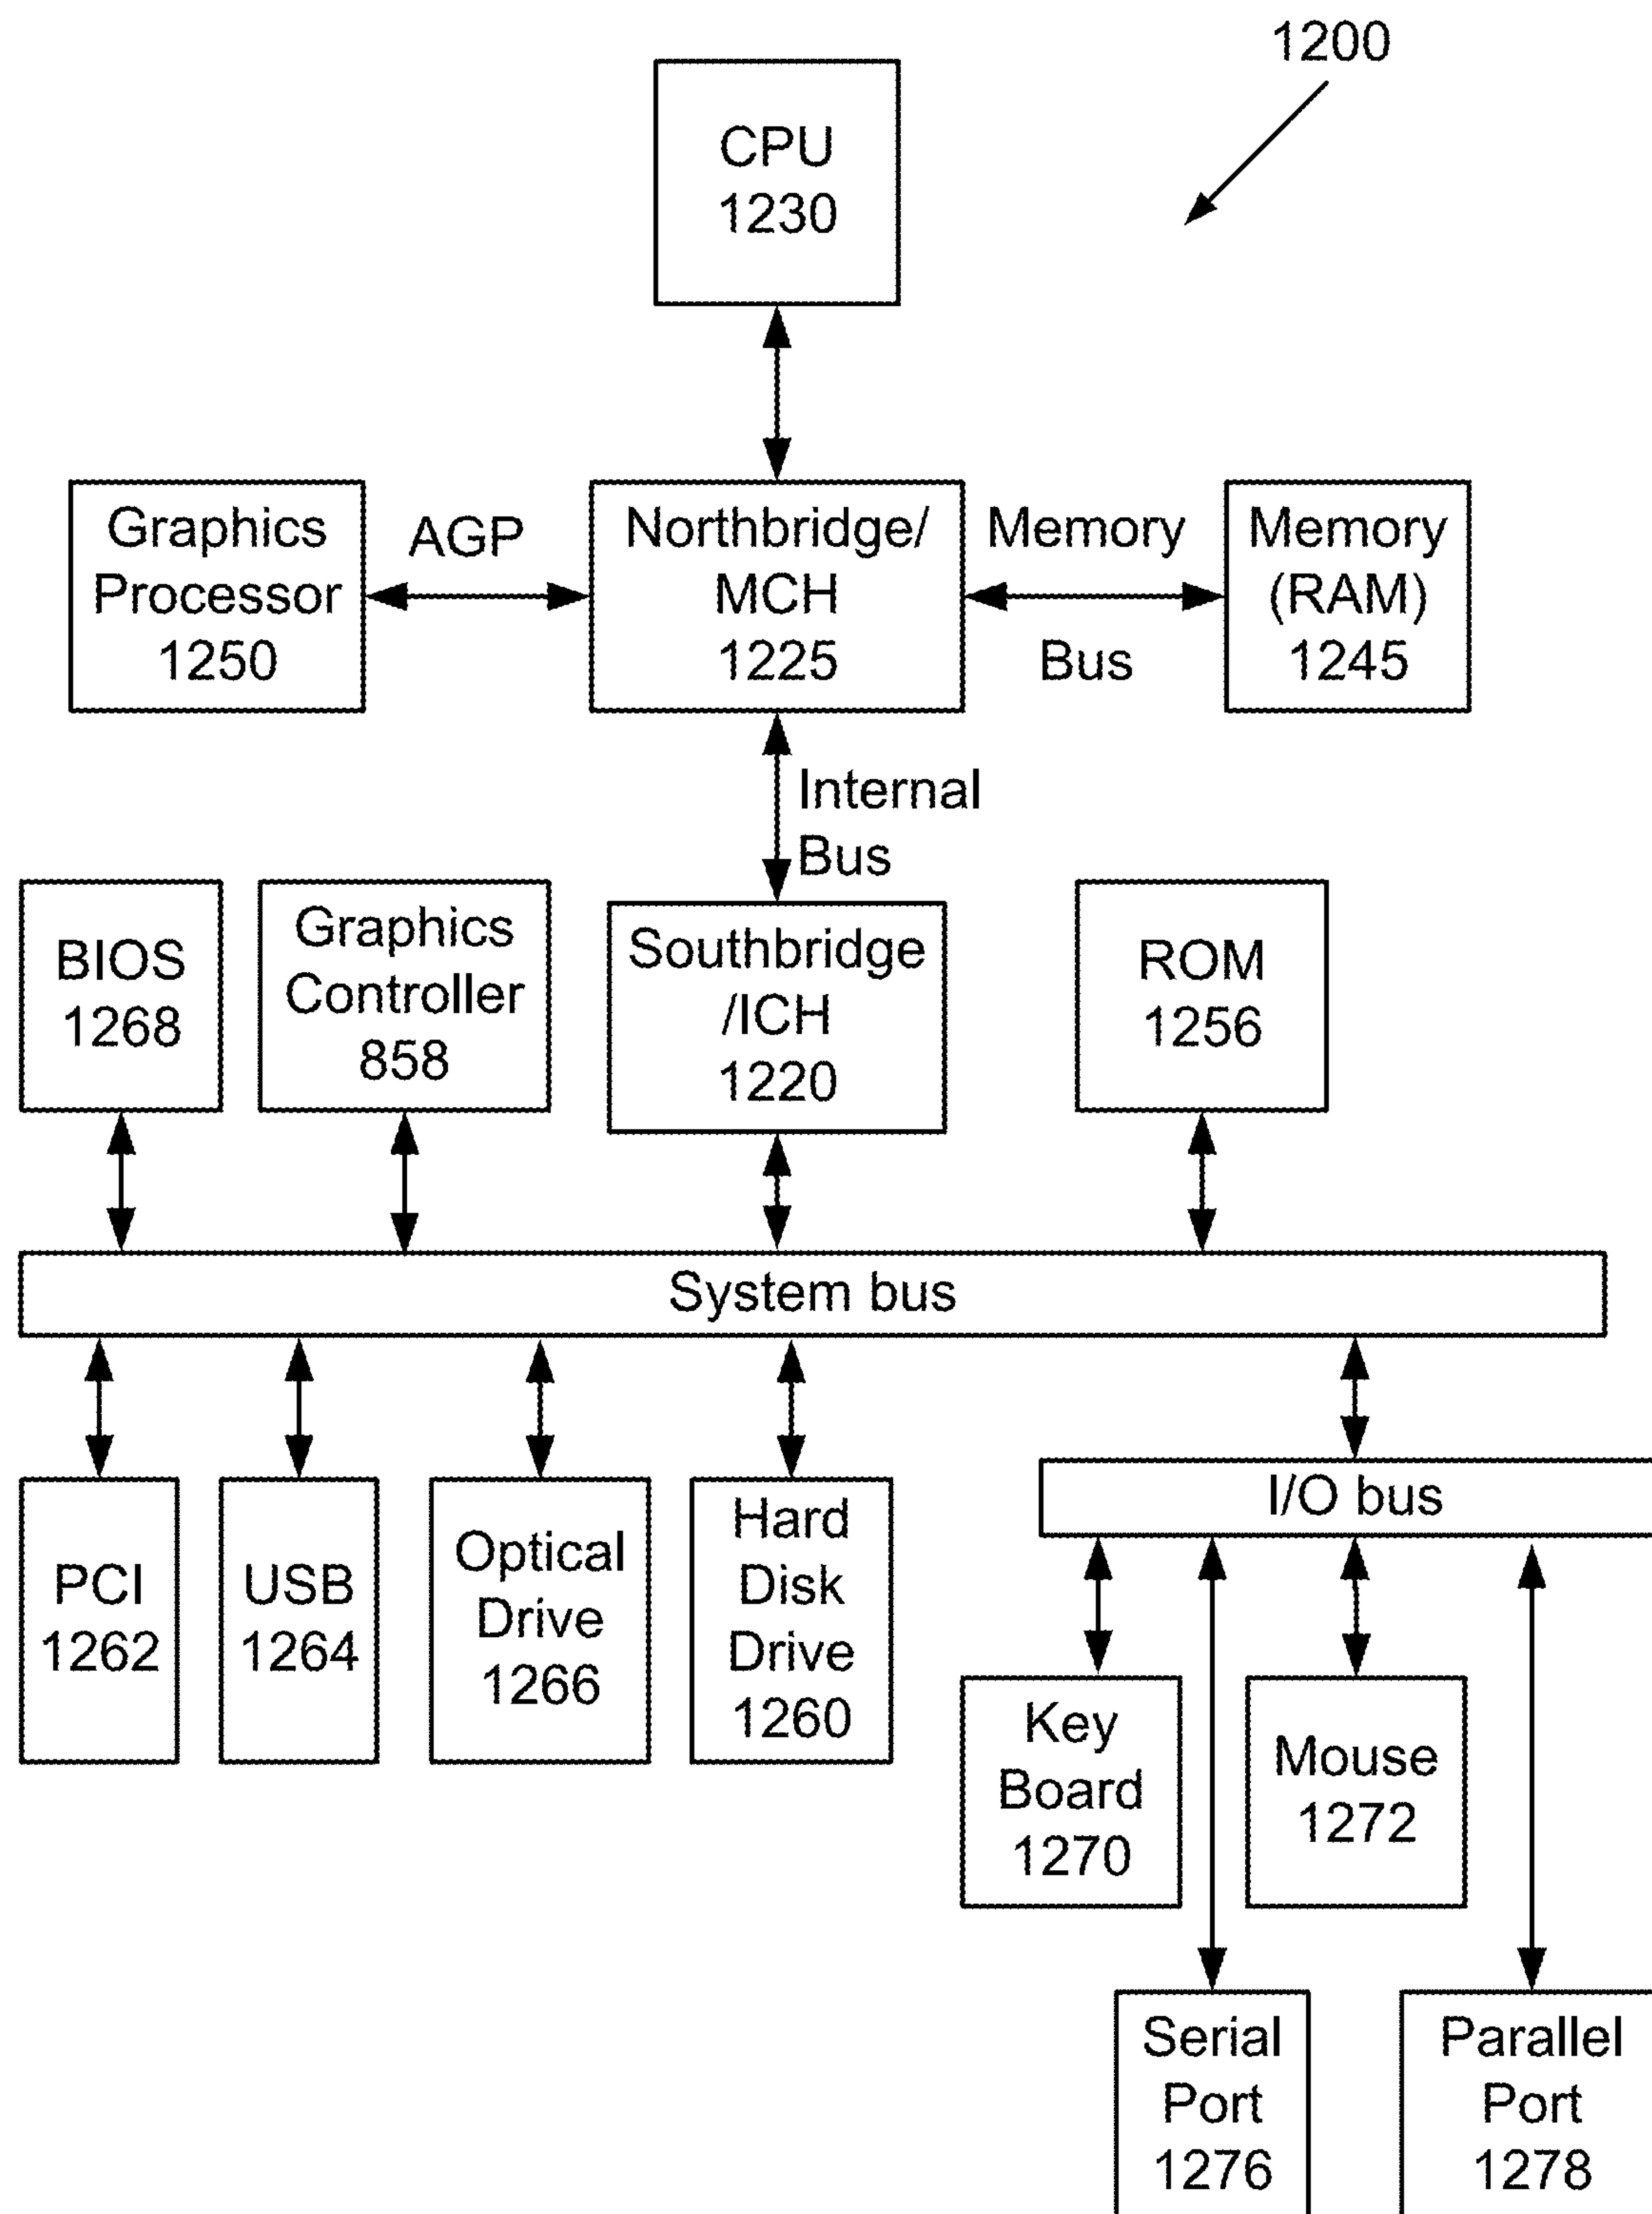 1200
CPU
1230
Graphics
Processor
1250
AGP
Northbridge/
MCH
1225
Memory
Bus
Memory
(RAM)
1245
Internal
Bus
BIOS
1268
Graphics
Controller
858
Southbridge
/ICH
1220
ROM
1256
System bus
PCI
1262
USB
1264
Optical
Drive
1266
Hard
Disk
Drive
1260
I/O bus
Key
Board
1270
Mouse
1272
Serial
Port
1276
Parallel
Port
1278